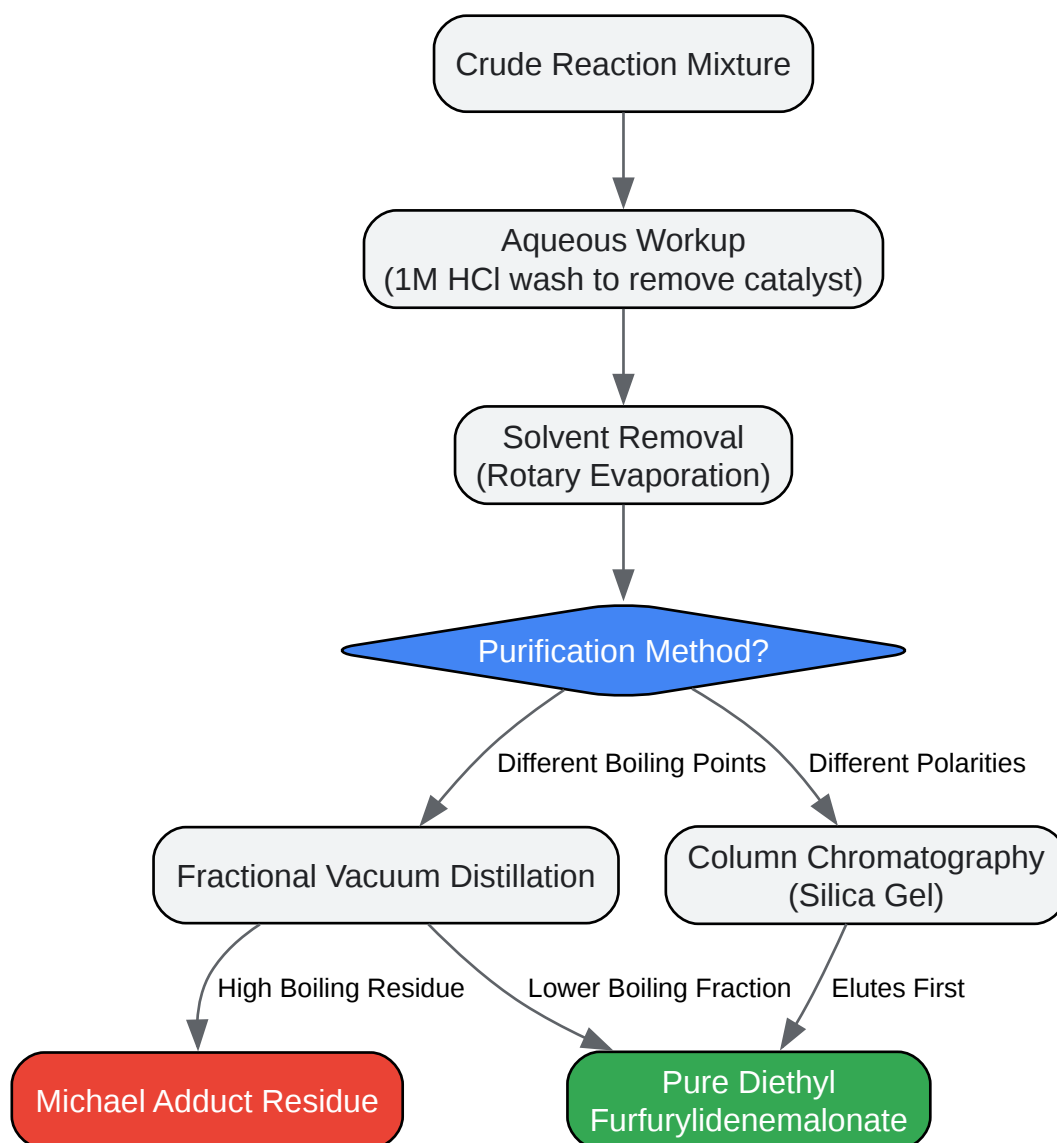 Crude Reaction Mixture
Aqueous Workup
(1M HCl wash to remove catalyst)
Solvent Removal
(Rotary Evaporation)
Purification Method?
Different Boiling Points
Different Polarities
Fractional Vacuum Distillation
Column Chromatography
(Silica Gel)
High Boiling Residue
Lower Boiling Fraction
Elutes First
Michael Adduct Residue
Pure Diethyl
Furfurylidenemalonate